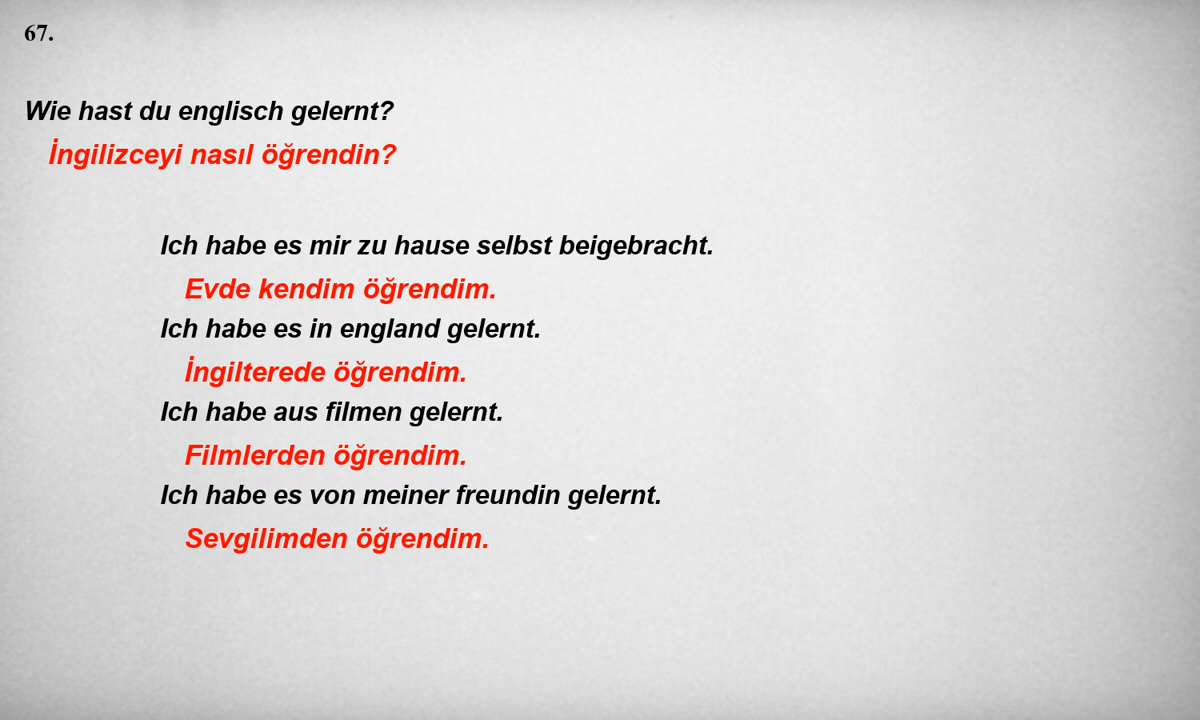 67.
Wie hast du englisch gelernt?
İngilizceyi nasıl öğrendin?
Ich habe es mir zu hause selbst beigebracht.
Evde kendim öğrendim.
Ich habe es in england gelernt.
İngilterede öğrendim.
Ich habe aus filmen gelernt.
Filmlerden öğrendim.
Ich habe es von meiner freundin gelernt.
Sevgilimden öğrendim.